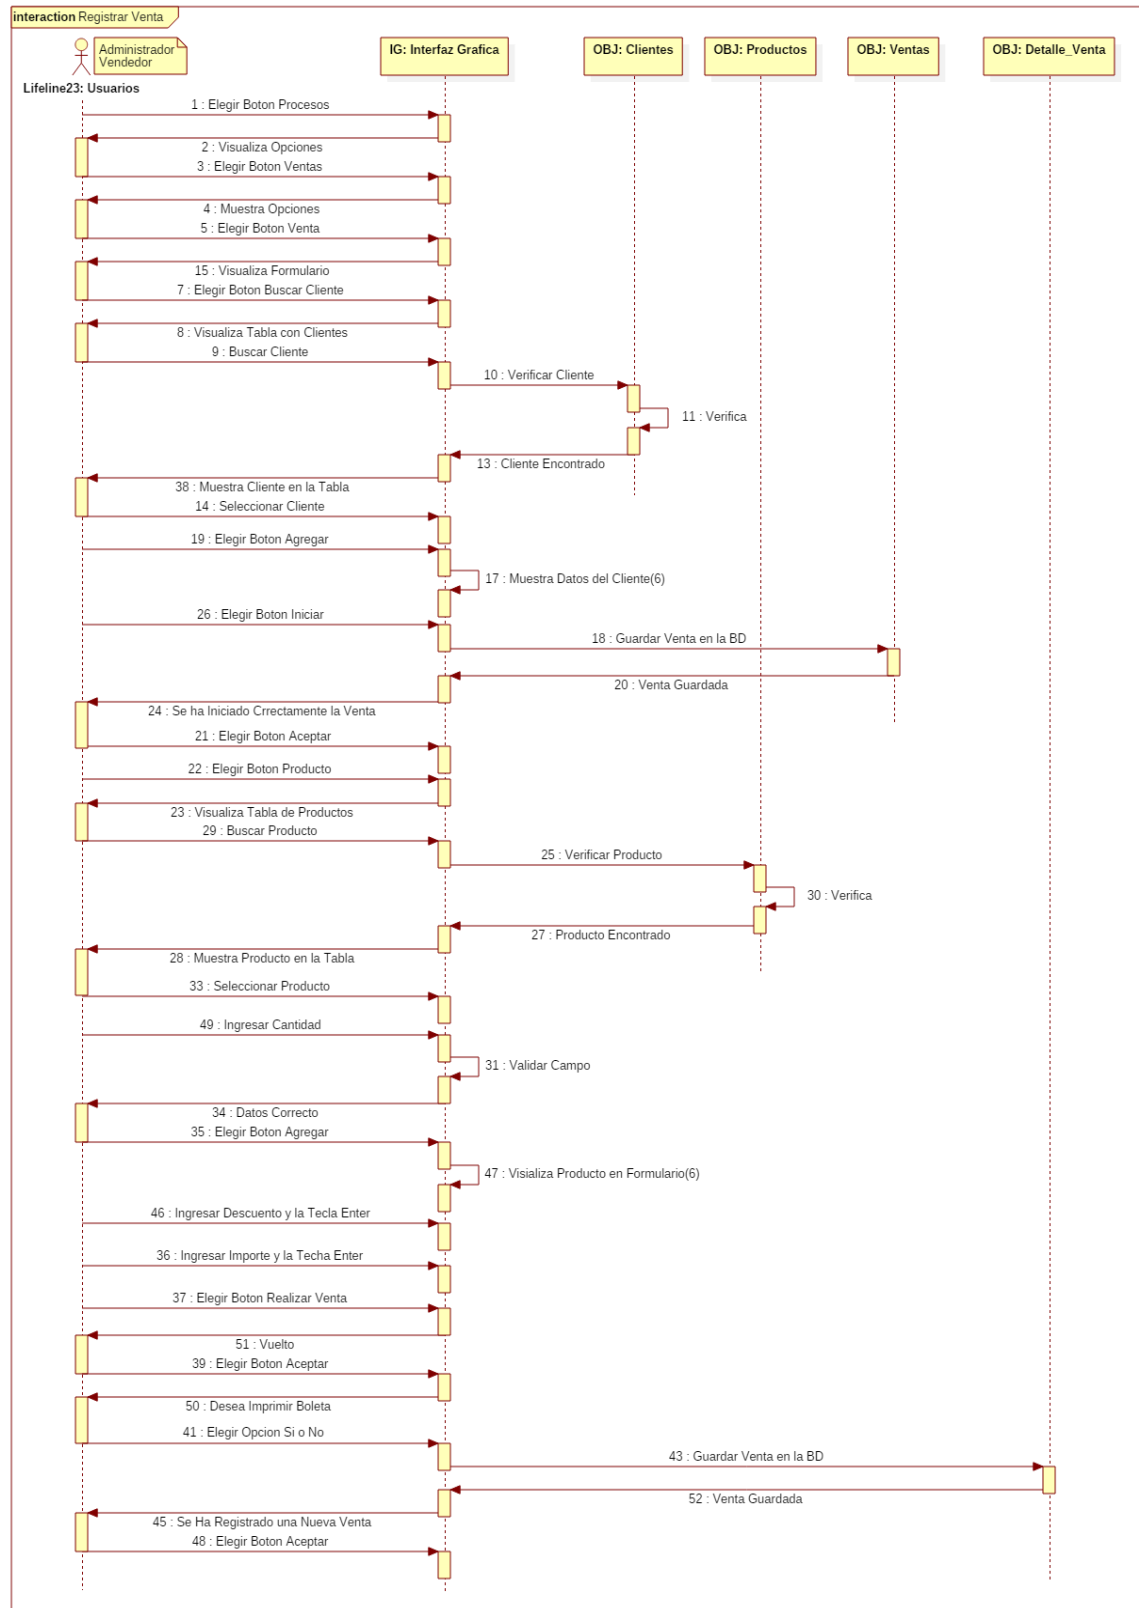 interaction Registrar Venta
Administrador
Vendedor
Lifeline23: Usuarios
IG: Interfaz Grafica
OBJ: Clientes
OBJ: Productos
OBJ: Ventas
OBJ: Detalle_Venta
1 : Elegir Boton Procesos
2 : Visualiza Opciones
3 : Elegir Boton Ventas
4 : Muestra Opciones
5 : Elegir Boton Venta
15 : Visualiza Formulario
7 : Elegir Boton Buscar Cliente
8 : Visualiza Tabla con Clientes
9 : Buscar Cliente
10 : Verificar Cliente
11 : Verifica
13 : Cliente Encontrado
38 : Muestra Cliente en la Tabla
14 : Seleccionar Cliente
19 : Elegir Boton Agregar
17 : Muestra Datos del Cliente(6)
26 : Elegir Boton Iniciar
18 : Guardar Venta en la BD
20 : Venta Guardada
24 : Se ha Iniciado Crrectamente la Venta
21 : Elegir Boton Aceptar
22 : Elegir Boton Producto
23 : Visualiza Tabla de Productos
29 : Buscar Producto
25 : Verificar Producto
30 : Verifica
27 : Producto Encontrado
28 : Muestra Producto en la Tabla
33 : Seleccionar Producto
49 : Ingresar Cantidad
31 : Validar Campo
34 : Datos Correcto
35 : Elegir Boton Agregar
47 : Visializa Producto en Formulario(6)
46 : Ingresar Descuento y la Tecla Enter
36 : Ingresar Importe y la Techa Enter
37 : Elegir Boton Realizar Venta
51 : Vuelto
39 : Elegir Boton Aceptar
50 : Desea Imprimir Boleta
41 : Elegir Opcion Si o No
43 : Guardar Venta en la BD
52 : Venta Guardada
45 : Se Ha Registrado una Nueva Venta
48 : Elegir Boton Aceptar